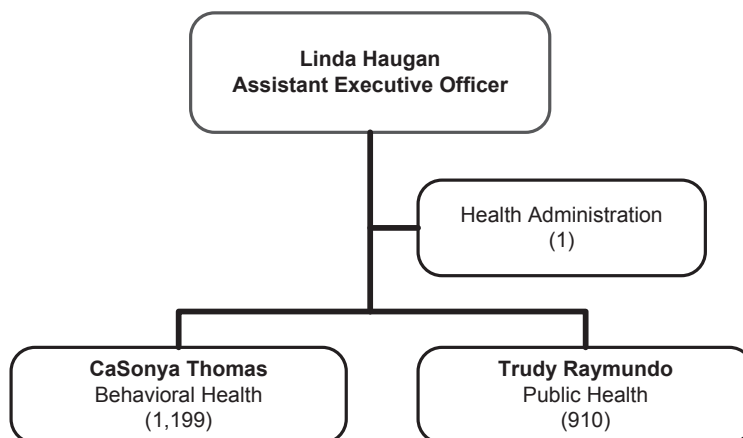 Linda Haugan
Assistant Executive Officer
Health Administration
(1)
CaSonya Thomas
Behavioral Health
(1,199)
Trudy Raymundo
Public Health
(910)